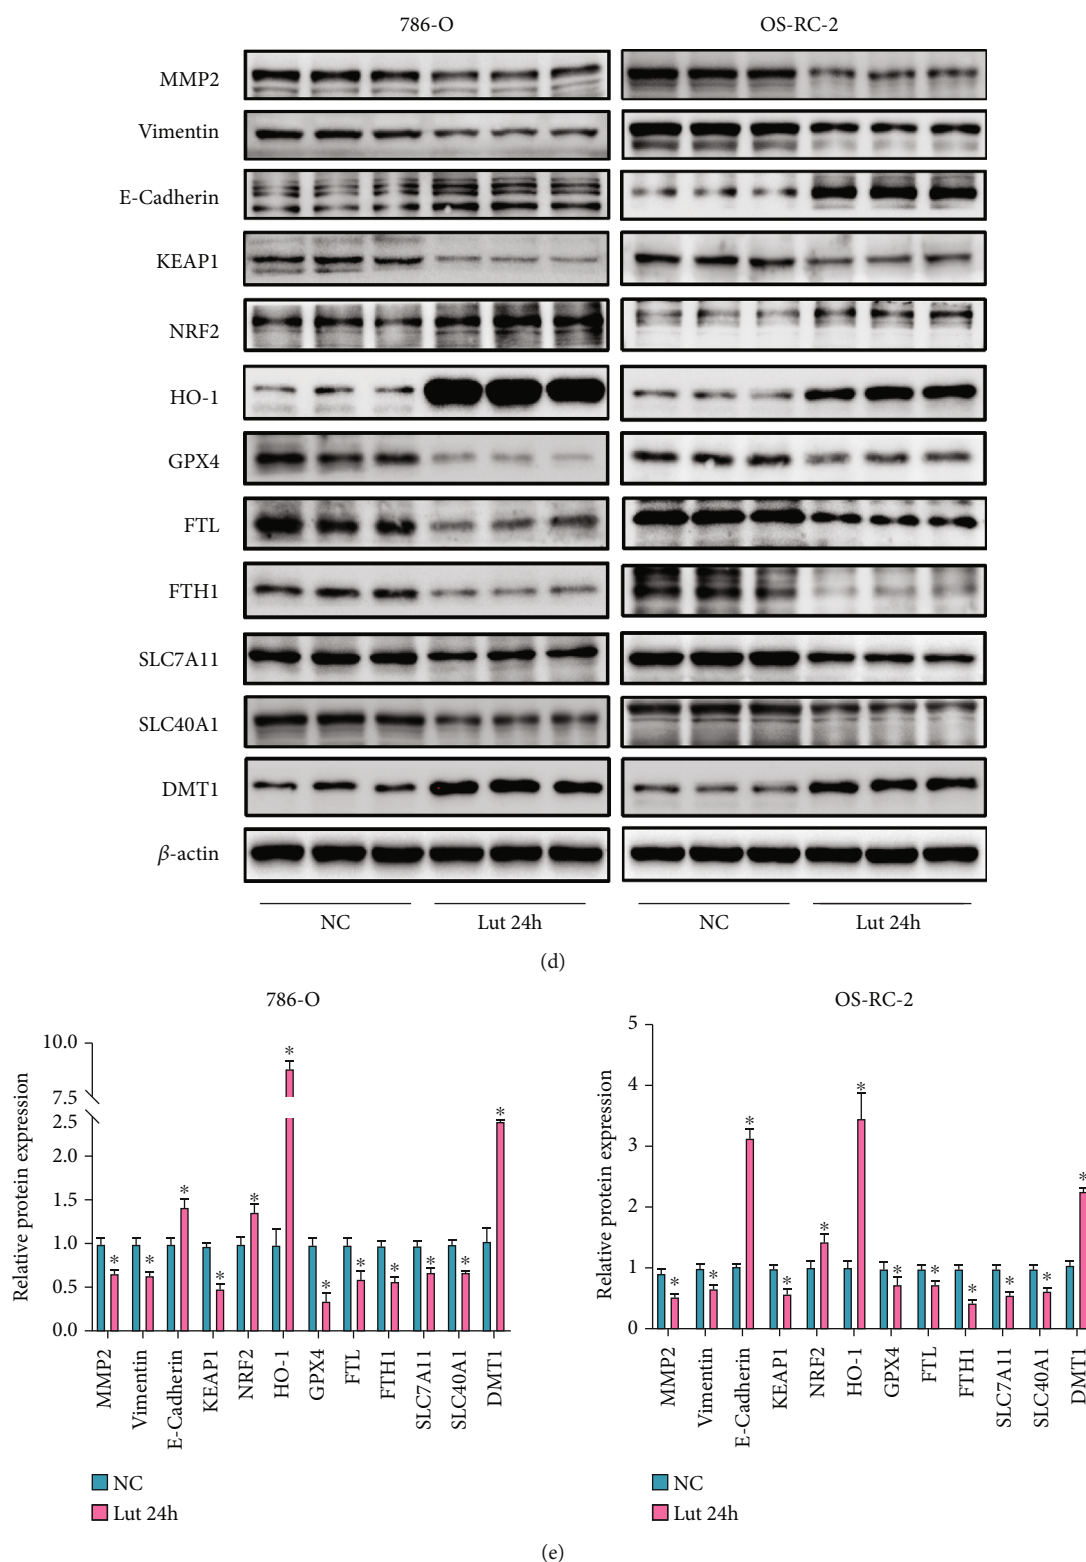 786-O
OS-RC-2
MMP2
Vimentin
E-Cadherin
KEAP1
NRF2
HO-1
GPX4
FTL
FTH1
SLC7A11
SLC40A1
DMT1
β-actin
NC
Lut 24h
NC
Lut 24h
(d)
786-O
Relative protein expression
10.0
7.5
2.5
2.0
1.5
1.0
0.5
0.0
* * * * * * * * * * * *
MMP2
Vimentin
E-Cadherin
KEAP1
NRF2
HO-1
GPX4
FTL
FTH1
SLC7A11
SLC40A1
DMT1
NC
Lut 24h
OS-RC-2
Relative protein expression
5
4
3
2
1
0
* * * * * * * * * * * *
MMP2
Vimentin
E-Cadherin
KEAP1
NRF2
HO-1
GPX4
FTL
FTH1
SLC7A11
SLC40A1
DMT1
NC
Lut 24h
(e)